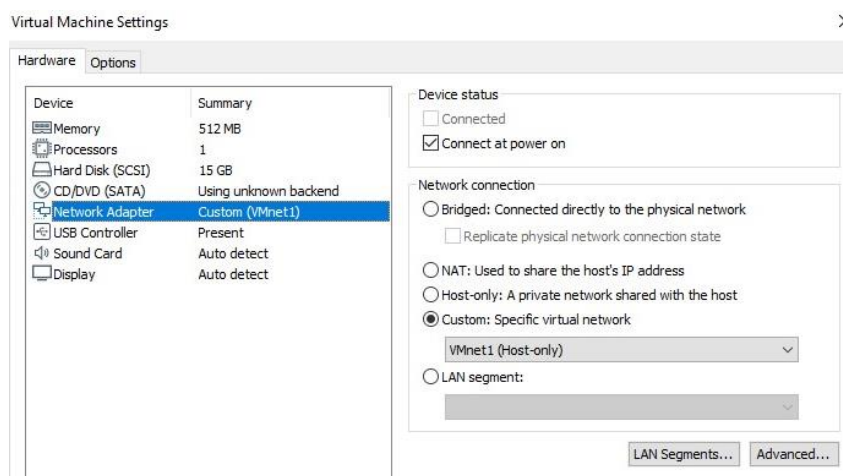 Virtual Machine Settings
Hardware Options
Device Summary
Memory 512 MB
Processors 1
Hard Disk (SCSI) 15 GB
CD/DVD (SATA) Using unknown backend
Network Adapter Custom (VMnet1)
USB Controller Present
Sound Card Auto detect
Display Auto detect
Device status
Connected
Connect at power on
Network connection
Bridged: Connected directly to the physical network
Replicate physical network connection state
NAT: Used to share the host's IP address
Host-only: A private network shared with the host
Custom: Specific virtual network
VMnet1 (Host-only)
LAN segment:
LAN Segments... Advanced...